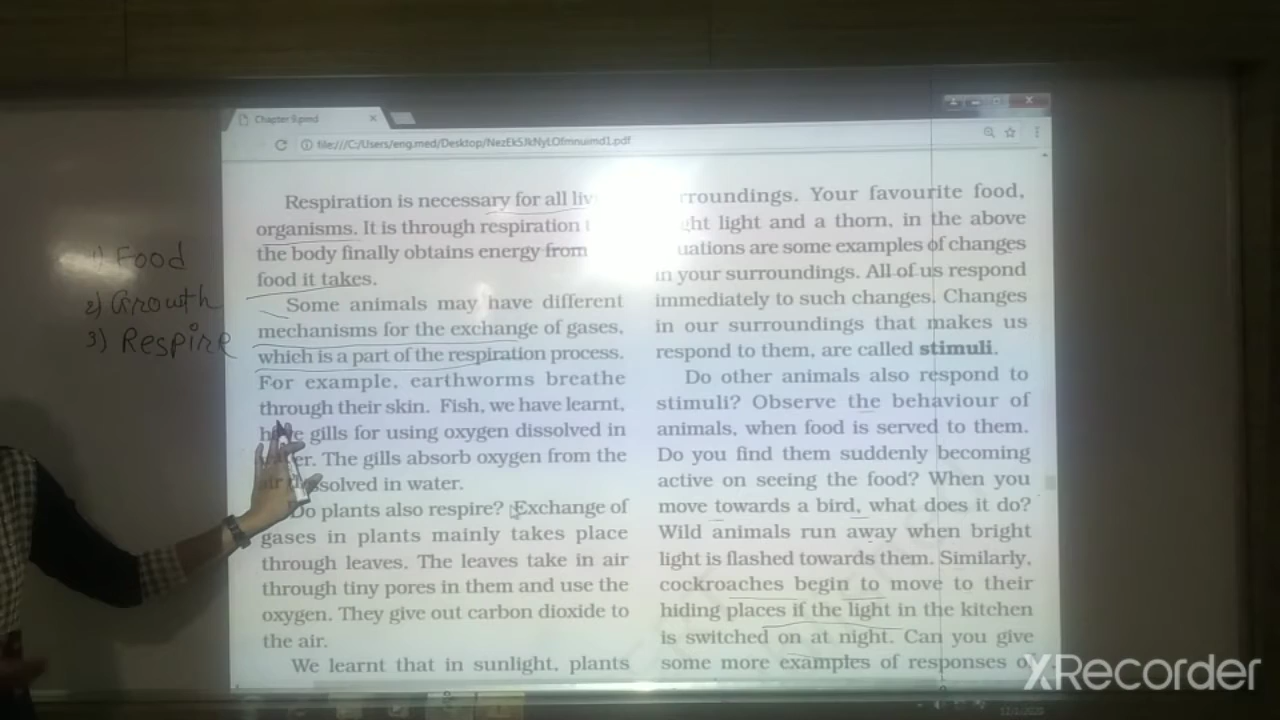 Chapter 9.pmd
file:///C:/Users/eng.med/Desktop/NezEk5JkNyLOfmnuimd1.pdf
1) Food
2) Growth
3) Respire
Respiration is necessary for all
organisms. It is through respiration
the body finally obtains energy from
food it takes.
Some animals may have different
mechanisms for the exchange of gases,
which is a part of the respiration process.
For example, earthworms breathe
through their skin. Fish, we have learnt,
gills for using oxygen dissolved in
The gills absorb oxygen from the
air dissolved in water.
Do plants also respire? Exchange of
gases in plants mainly takes place
through leaves. The leaves take in air
through tiny pores in them and use the
oxygen. They give out carbon dioxide to
the air.
We learnt that in sunlight, plants
Your favourite food,
light and a thorn, in the above
are some examples of changes
in your surroundings. All of us respond
immediately to such changes. Changes
in our surroundings that makes us
respond to them, are called stimuli.
Do other animals also respond to
stimuli? Observe the behaviour of
animals, when food is served to them.
Do you find them suddenly becoming
active on seeing the food? When you
move towards a bird, what does it do?
Wild animals run away when bright
light is flashed towards them. Similarly,
cockroaches begin to move to their
hiding places if the light in the kitchen
is switched on at night. Can you give
some more examples of responses
XRecorder